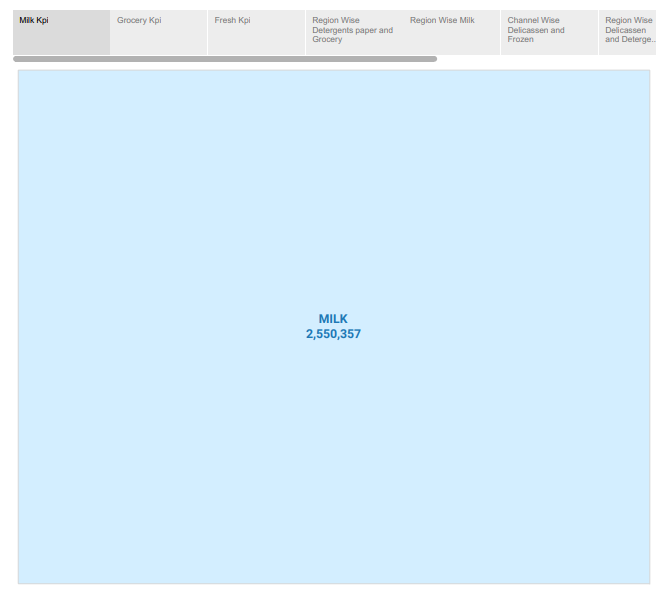 Milk Kpi
Grocery Kpi
Fresh Kpi
Region Wise
Detergents paper and
Grocery
Region Wise Milk
Channel Wise
Delicassen and
Frozen
Region Wise
Delicassen
and Deterge...
MILK
2,550,357